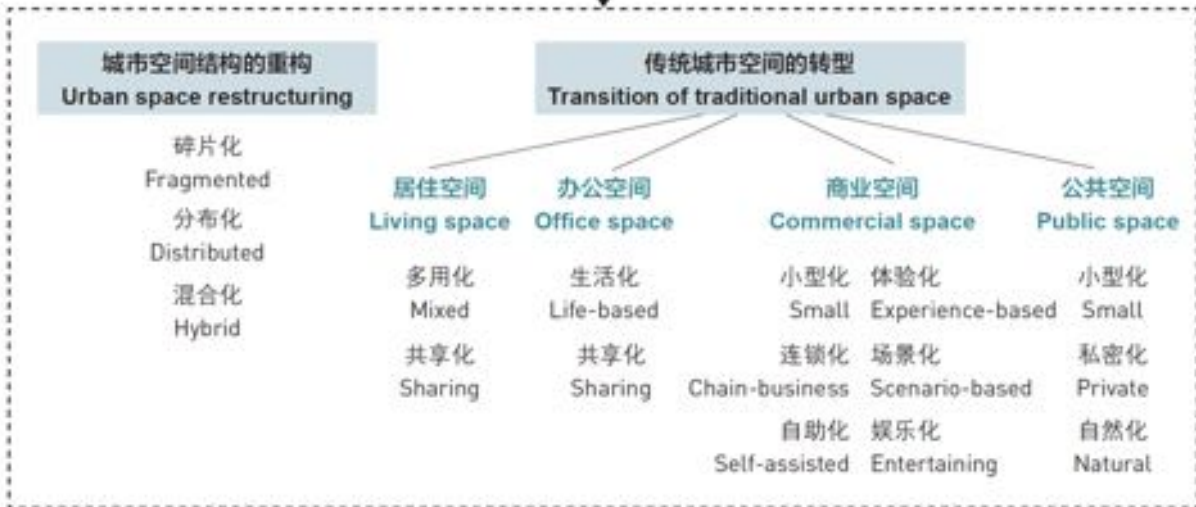 城市空间结构的重构
Urban space restructuring
碎片化
Fragmented
分布化
Distributed
混合化
Hybrid
传统城市空间的转型
Transition of traditional urban space
居住空间
Living space
多用化
Mixed
共享化
Sharing
办公空间
Office space
生活化
Life-based
共享化
Sharing
商业空间
Commercial space
小型化 体验化
Small Experience-based
连锁化 场景化
Chain-business Scenario-based
自助化 娱乐化
Self-assisted Entertaining
公共空间
Public space
小型化
Small
私密化
Private
自然化
Natural